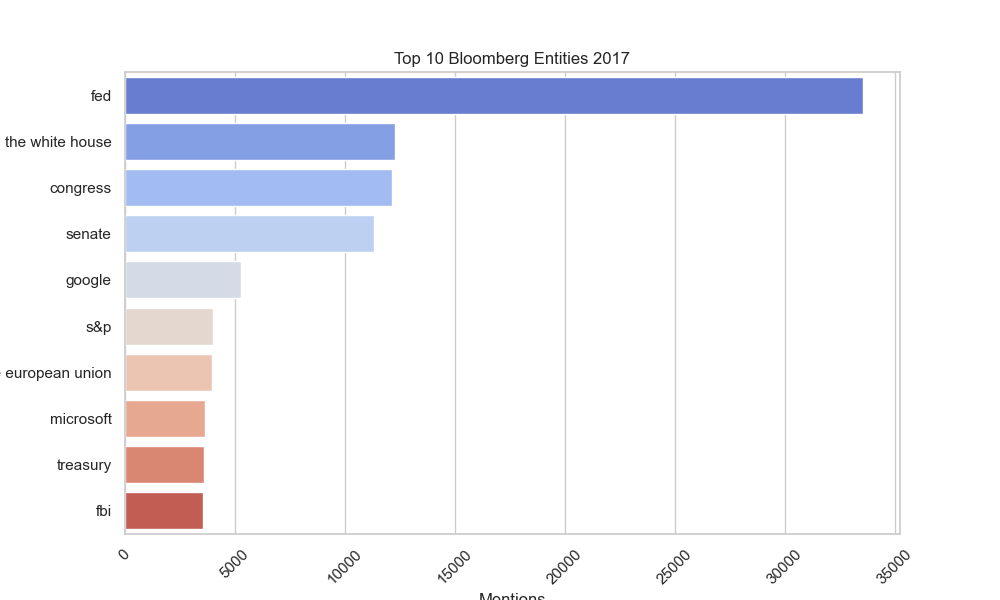 Top 10 Bloomberg Entities 2017
fed
the white house
congress
senate
google
s&p
european union
microsoft
treasury
fbi
0
5000
10000
15000
20000
25000
30000
35000
Mentions